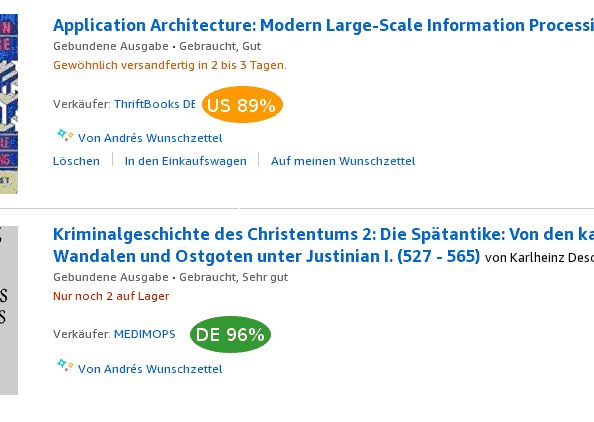 Application Architecture: Modern Large-Scale Information Processi
Gebundene Ausgabe • Gebraucht, Gut
Gewöhnlich versandfertig in 2 bis 3 Tagen.
Verkäufer: ThriftBooks DE US 89%
Von Andrés Wunschzettel
Löschen | In den Einkaufswagen | Auf meinen Wunschzettel
Kriminalgeschichte des Christentums 2: Die Spätantike: Von den ka
Wandalen und Ostgoten unter Justinian I. (527 - 565) von Karlheinz Desc
Gebundene Ausgabe • Gebraucht, Sehr gut
Nur noch 2 auf Lager
Verkäufer: MEDIMOPS DE 96%
Von Andrés Wunschzettel